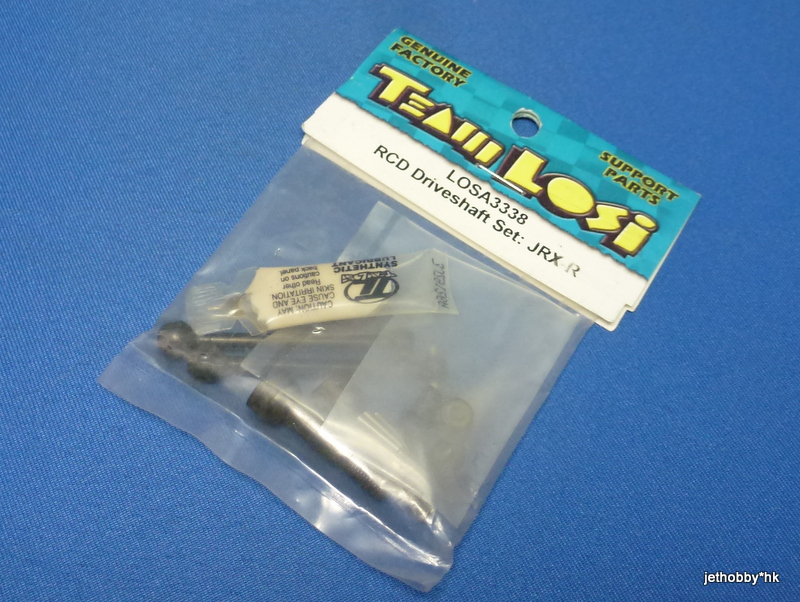 GENUINE
FACTORY
TEAM LOSI
SUPPORT
PARTS
LOSA3338
RCD Driveshaft Set: JRX-R
SYNTHETIC
LUBRICANT
Read other
cautions on
back panel.
CAUTION: MAY
CAUSE EYE AND
SKIN IRRITATION
jethobby*hk